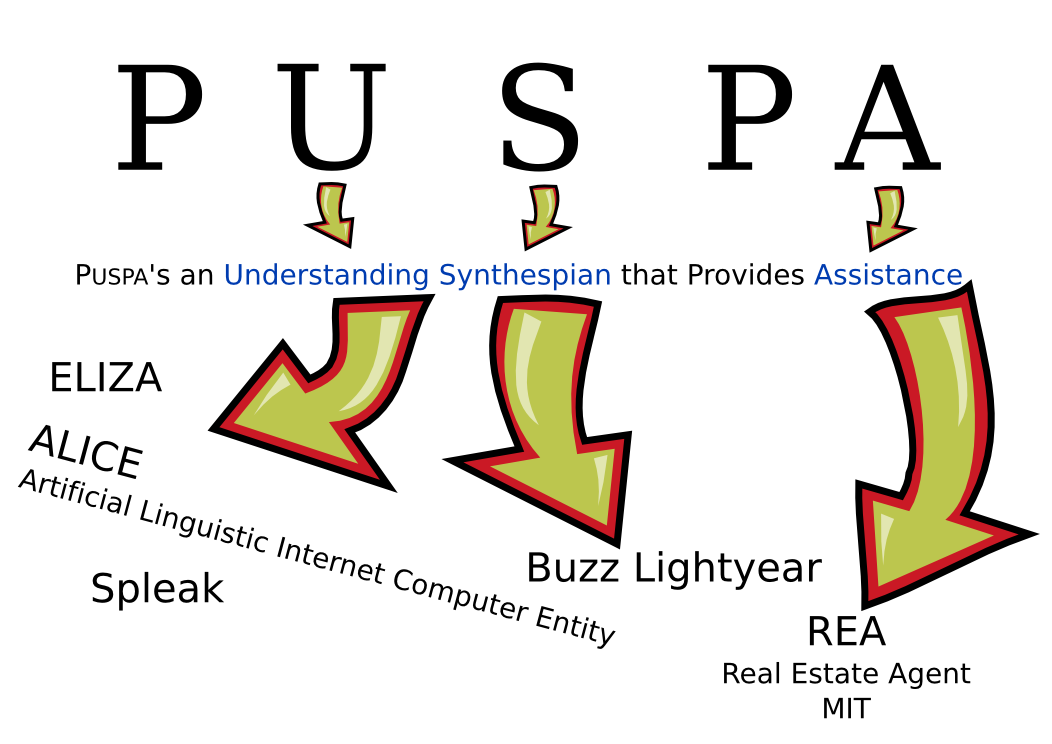 P U S P A
PUSPA's an Understanding Synthespian that Provides Assistance
ELIZA
ALICE
Artificial Linguistic Internet Computer Entity
Spleak
Buzz Lightyear
REA
Real Estate Agent
MIT